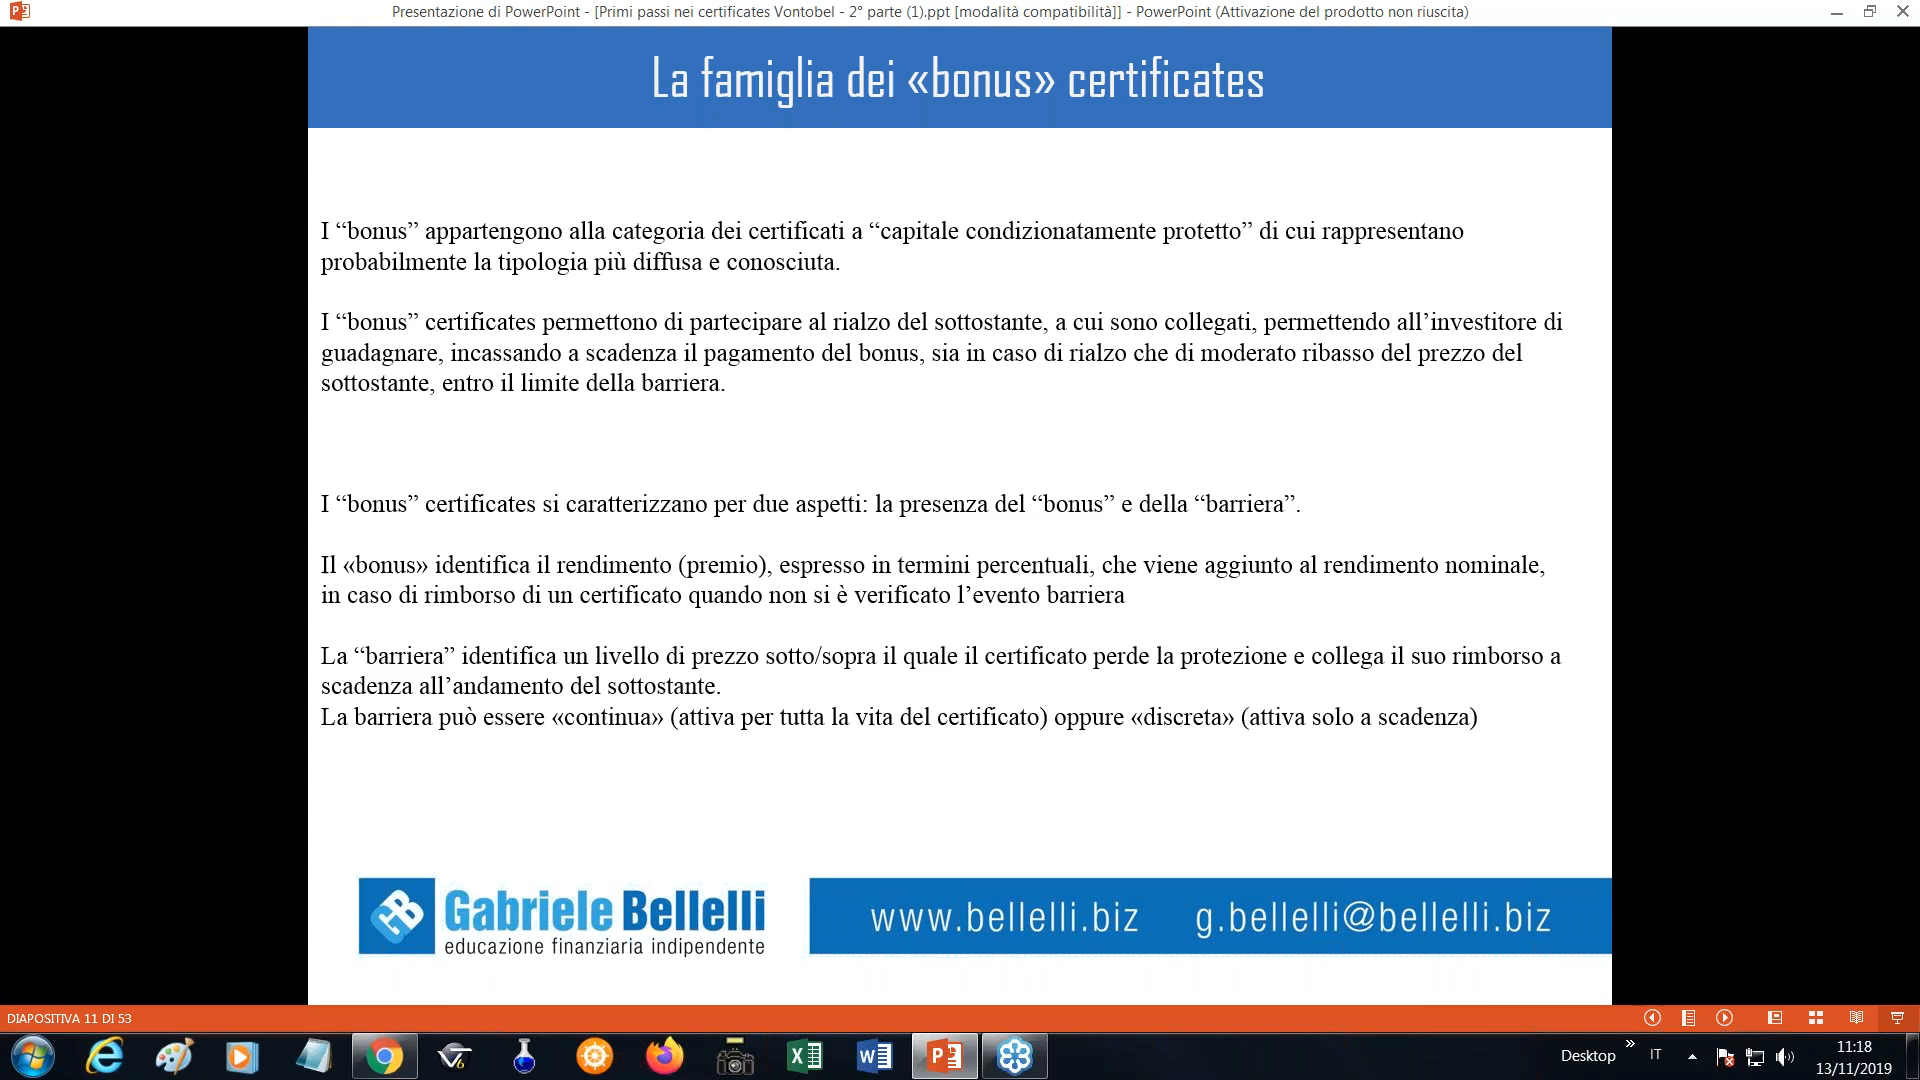 Presentazione di PowerPoint - [Primi passi nei certificates Vontobel - 2° parte (1).ppt [modalità compatibilità]] - PowerPoint (Attivazione del prodotto non riuscita)
La famiglia dei «bonus» certificates
I “bonus” appartengono alla categoria dei certificati a “capitale condizionatamente protetto” di cui rappresentano
probabilmente la tipologia più diffusa e conosciuta.
I “bonus” certificates permettono di partecipare al rialzo del sottostante, a cui sono collegati, permettendo all’investitore di
guadagnare, incassando a scadenza il pagamento del bonus, sia in caso di rialzo che di moderato ribasso del prezzo del
sottostante, entro il limite della barriera.
I “bonus” certificates si caratterizzano per due aspetti: la presenza del “bonus” e della “barriera”.
Il «bonus» identifica il rendimento (premio), espresso in termini percentuali, che viene aggiunto al rendimento nominale,
in caso di rimborso di un certificato quando non si è verificato l’evento barriera
La “barriera” identifica un livello di prezzo sotto/sopra il quale il certificato perde la protezione e collega il suo rimborso a
scadenza all’andamento del sottostante.
La barriera può essere «continua» (attiva per tutta la vita del certificato) oppure «discreta» (attiva solo a scadenza)
Gabriele Bellelli
educazione finanziaria indipendente
www.bellelli.biz g.bellelli@bellelli.biz
DIAPOSITIVA 11 DI 53
Desktop » IT
11:18
13/11/2019